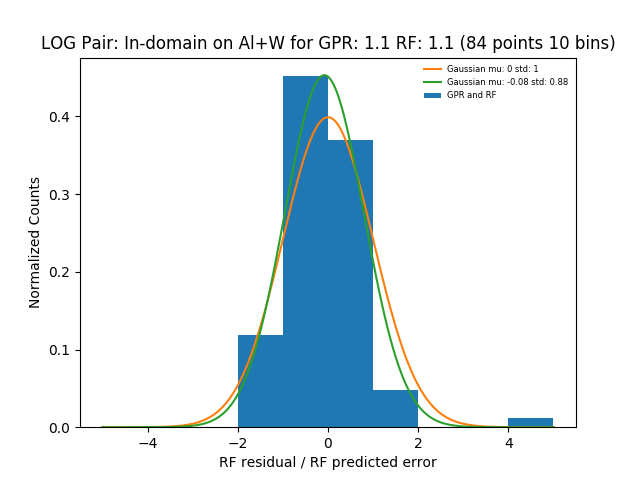 LOG Pair: In-domain on Al+W for GPR: 1.1 RF: 1.1 (84 points 10 bins)
Gaussian mu: 0 std: 1
Gaussian mu: -0.08 std: 0.88
GPR and RF
Normalized Counts
0.4
0.3
0.2
0.1
0.0
−4 −2 0 2 4
RF residual / RF predicted error